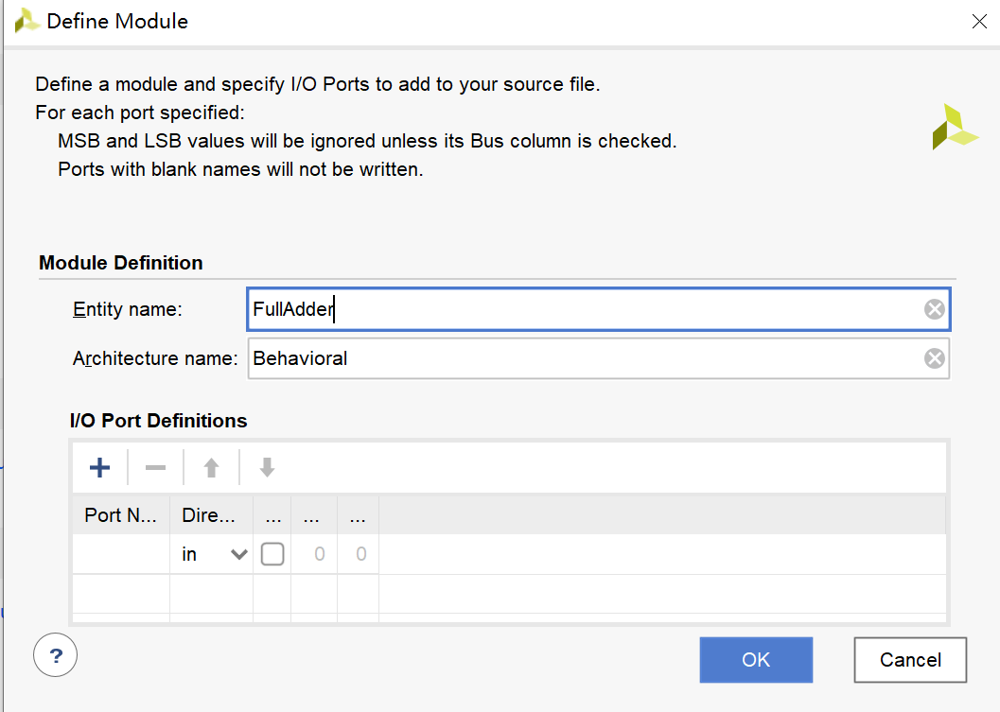 Define Module
Define a module and specify I/O Ports to add to your source file.
For each port specified:
MSB and LSB values will be ignored unless its Bus column is checked.
Ports with blank names will not be written.
Module Definition
Entity name: FullAdder
Architecture name: Behavioral
I/O Port Definitions
Port N... Dire... ... ... ...
in 0 0
? OK Cancel